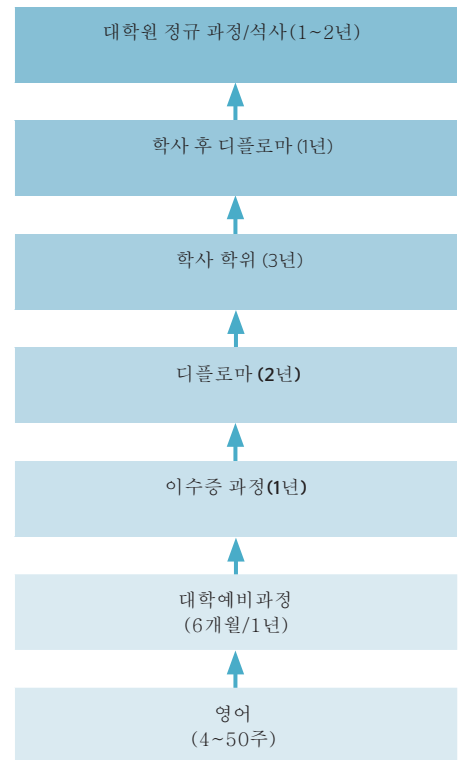 대학원 정규 과정/석사(1~2년)
학사 후 디플로마 (1년)
학사 학위 (3년)
디플로마 (2년)
이수증 과정(1년)
대학예비과정
(6개월/1년)
영어
(4~50주)